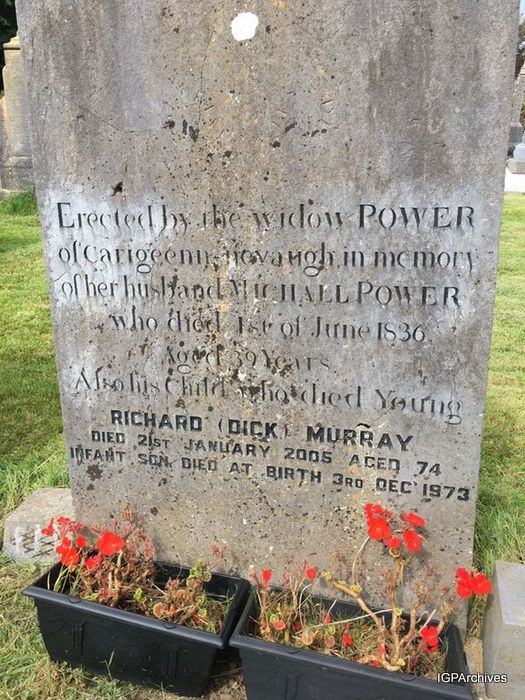 Erected by the widow POWER
of Carigeennagevaugh, in memory
of her husband MICHALL POWER
who died 1st of June 1836
Aged 39 Years.
Also his Child who died Young
RICHARD (DICK) MURRAY
DIED 21ST JANUARY 2005 AGED 74
INFANT SON DIED AT BIRTH 3RD DEC 1973
IGPArchives